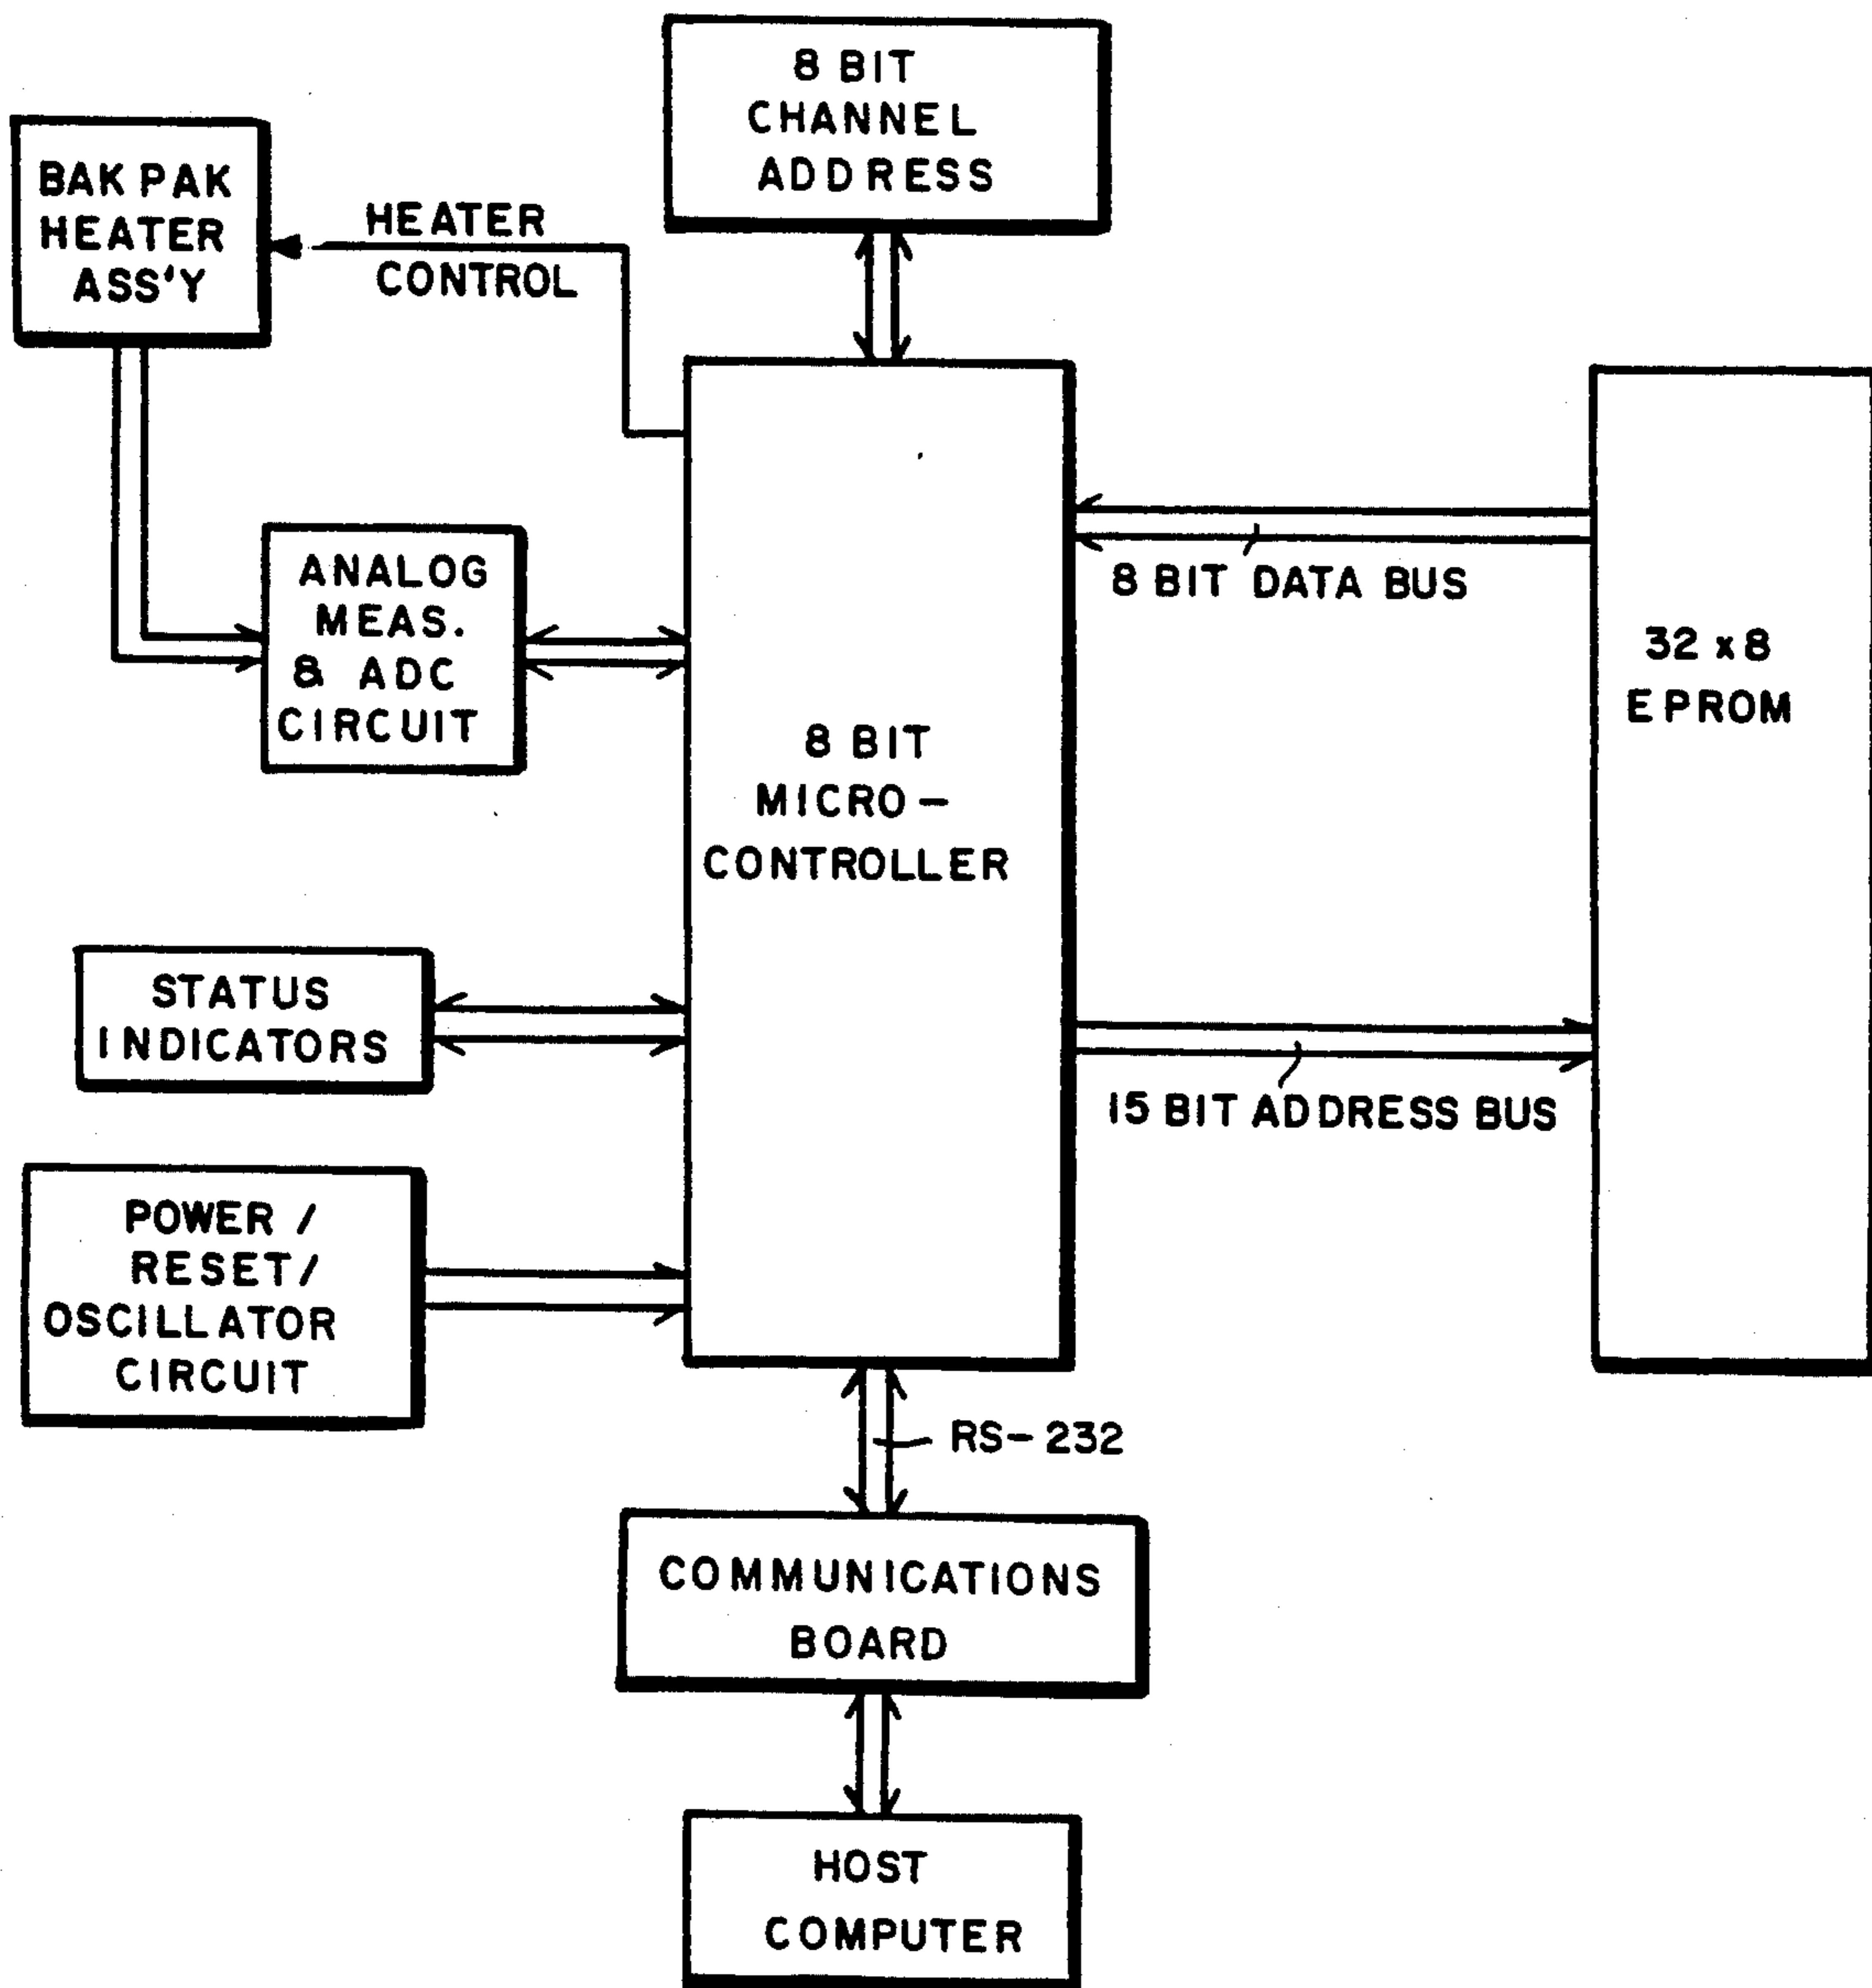 8 BIT
CHANNEL
ADDRESS
BAK PAK
HEATER
ASS'Y
HEATER
CONTROL
ANALOG
MEAS.
& ADC
CIRCUIT
8 BIT
MICRO-
CONTROLLER
8 BIT DATA BUS
32 x 8
EPROM
STATUS
INDICATORS
15 BIT ADDRESS BUS
POWER /
RESET/
OSCILLATOR
CIRCUIT
RS-232
COMMUNICATIONS
BOARD
HOST
COMPUTER